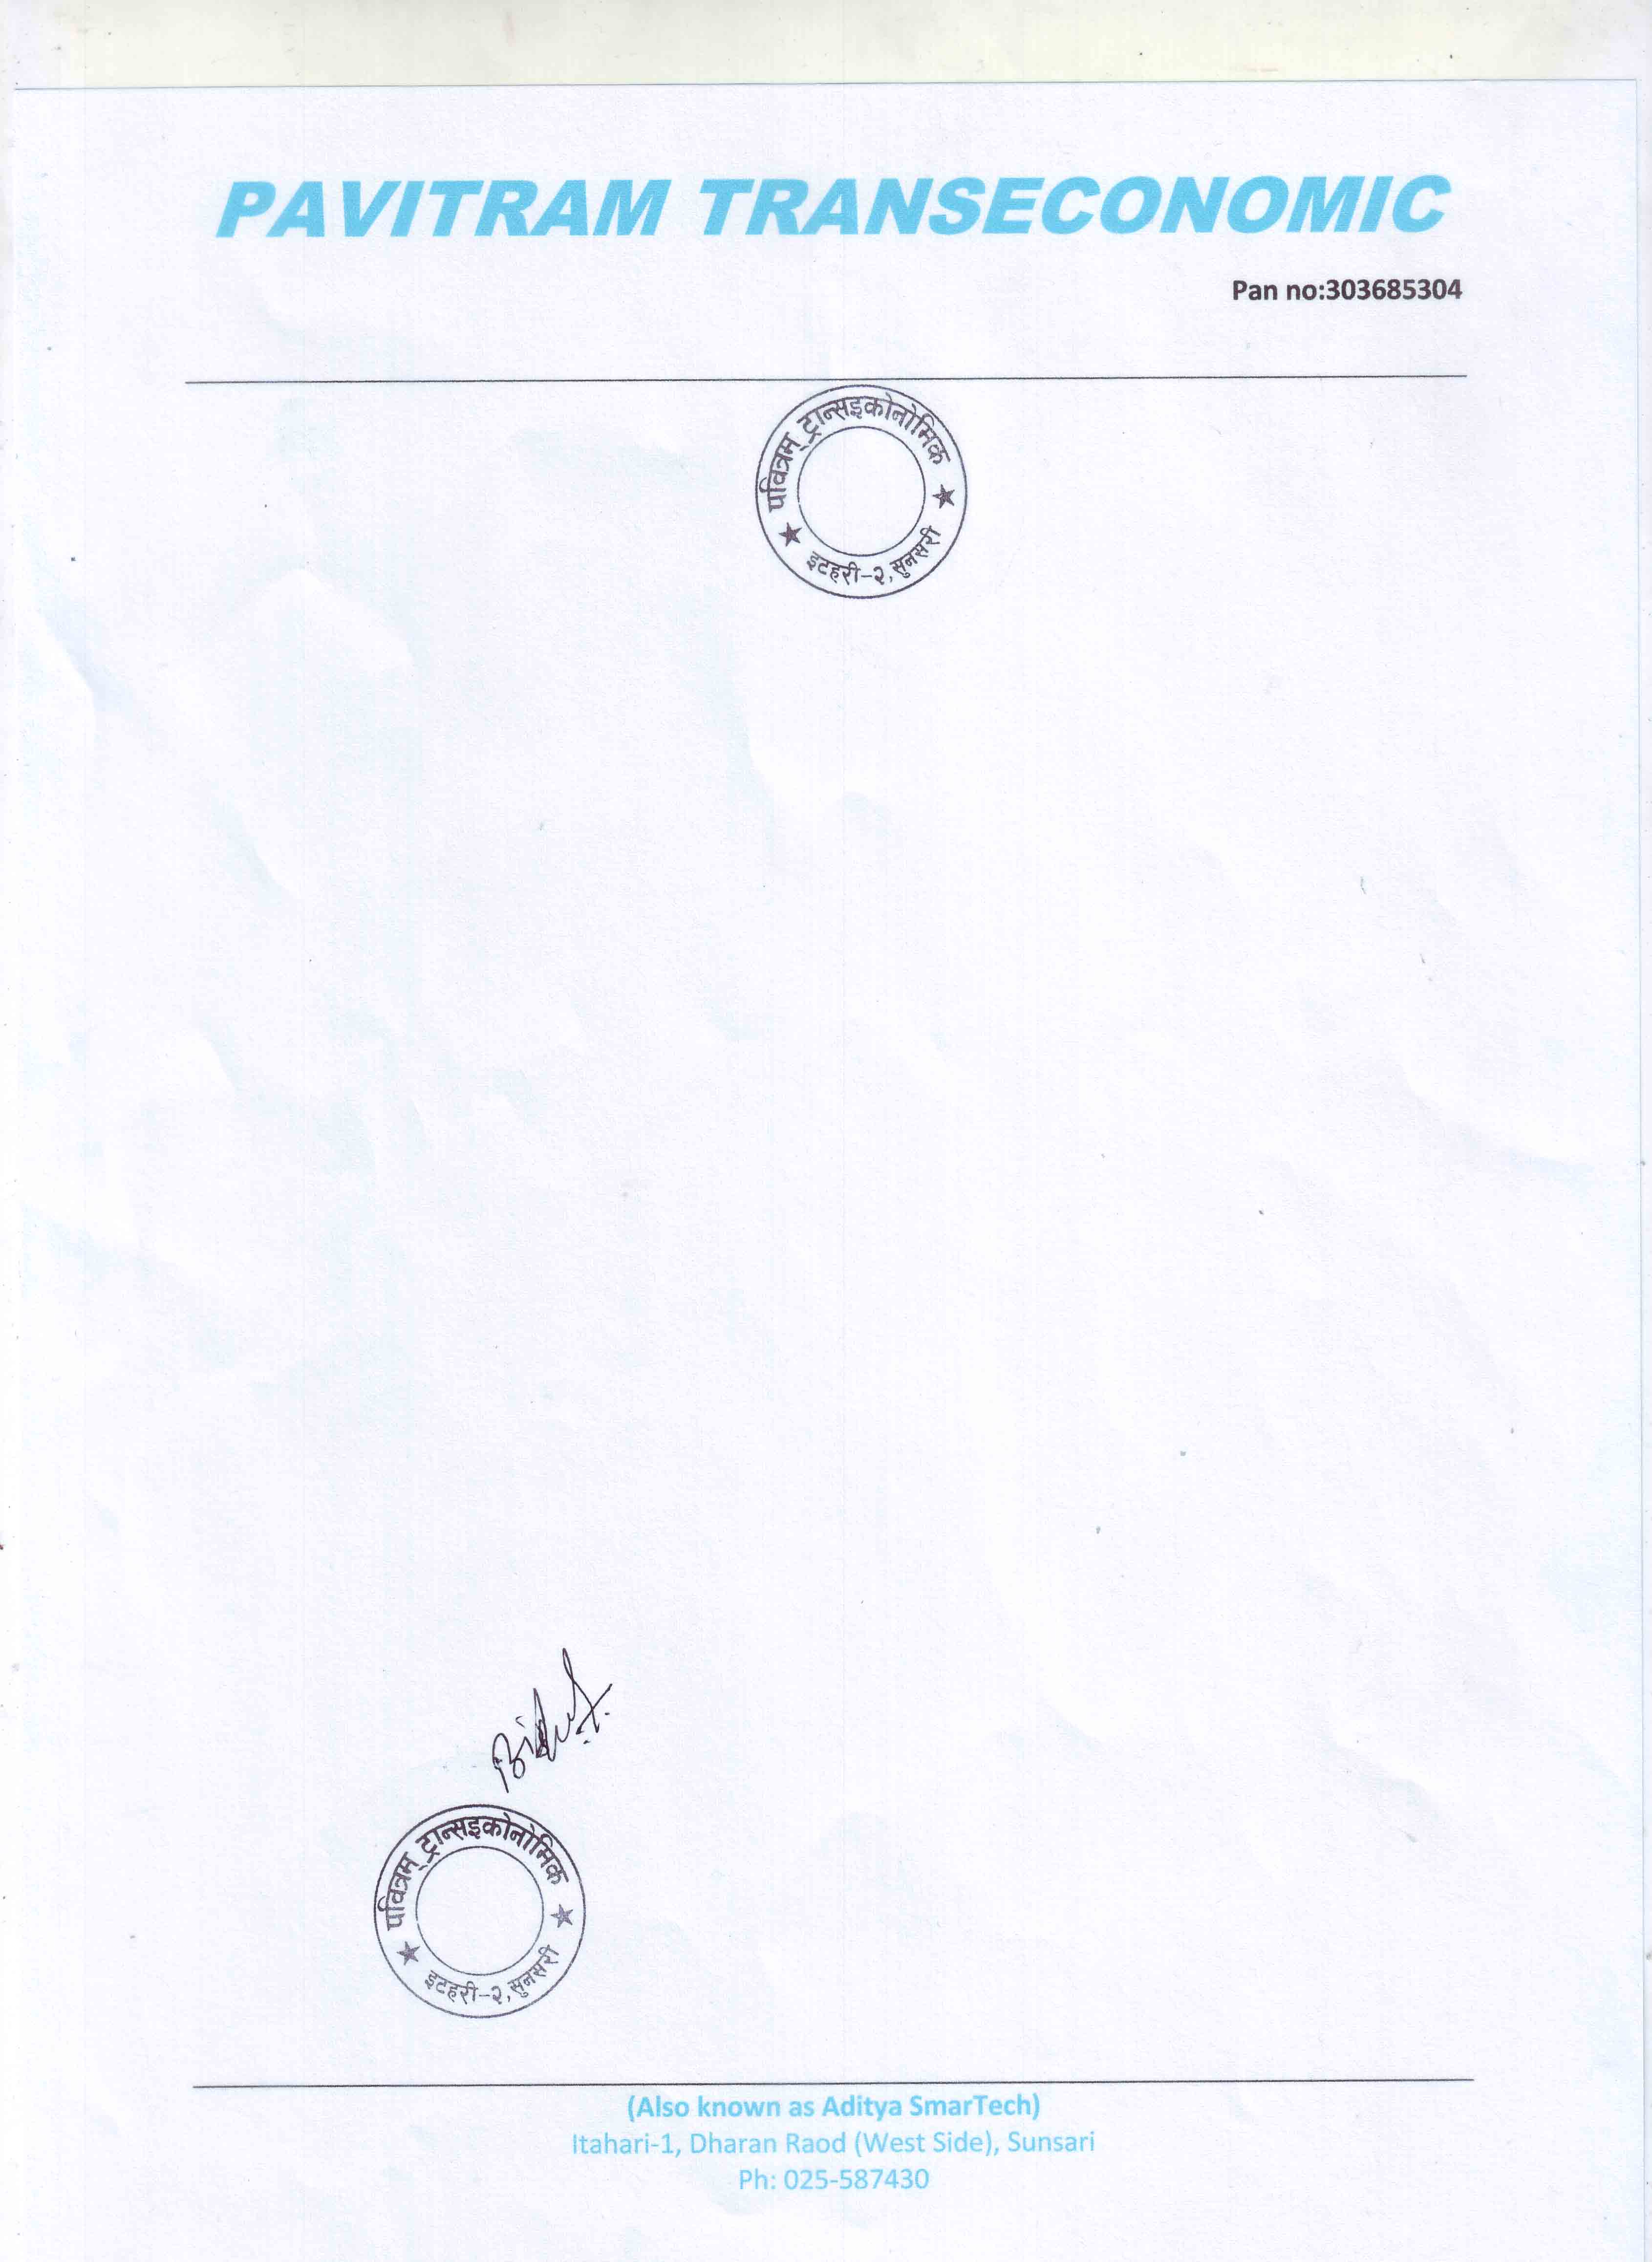 PAVITRAM TRANSECONOMIC
Pan no:303685304
पवित्रम् ट्रान्सइकोनोमिक
★ इटहरी-२, सुनसरी ★
पवित्रम् ट्रान्सइकोनोमिक
★ इटहरी-२, सुनसरी ★
(Also known as Aditya SmarTech)
Itahari-1, Dharan Raod (West Side), Sunsari
Ph: 025-587430